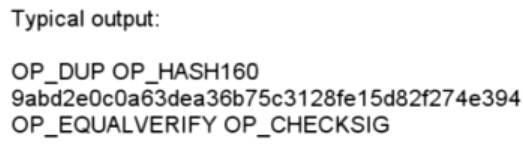 Typical output:
OP_DUP OP_HASH160
9abd2e0c0a63dea36b75c3128fe15d82f274e394
OP_EQUALVERIFY OP_CHECKSIG